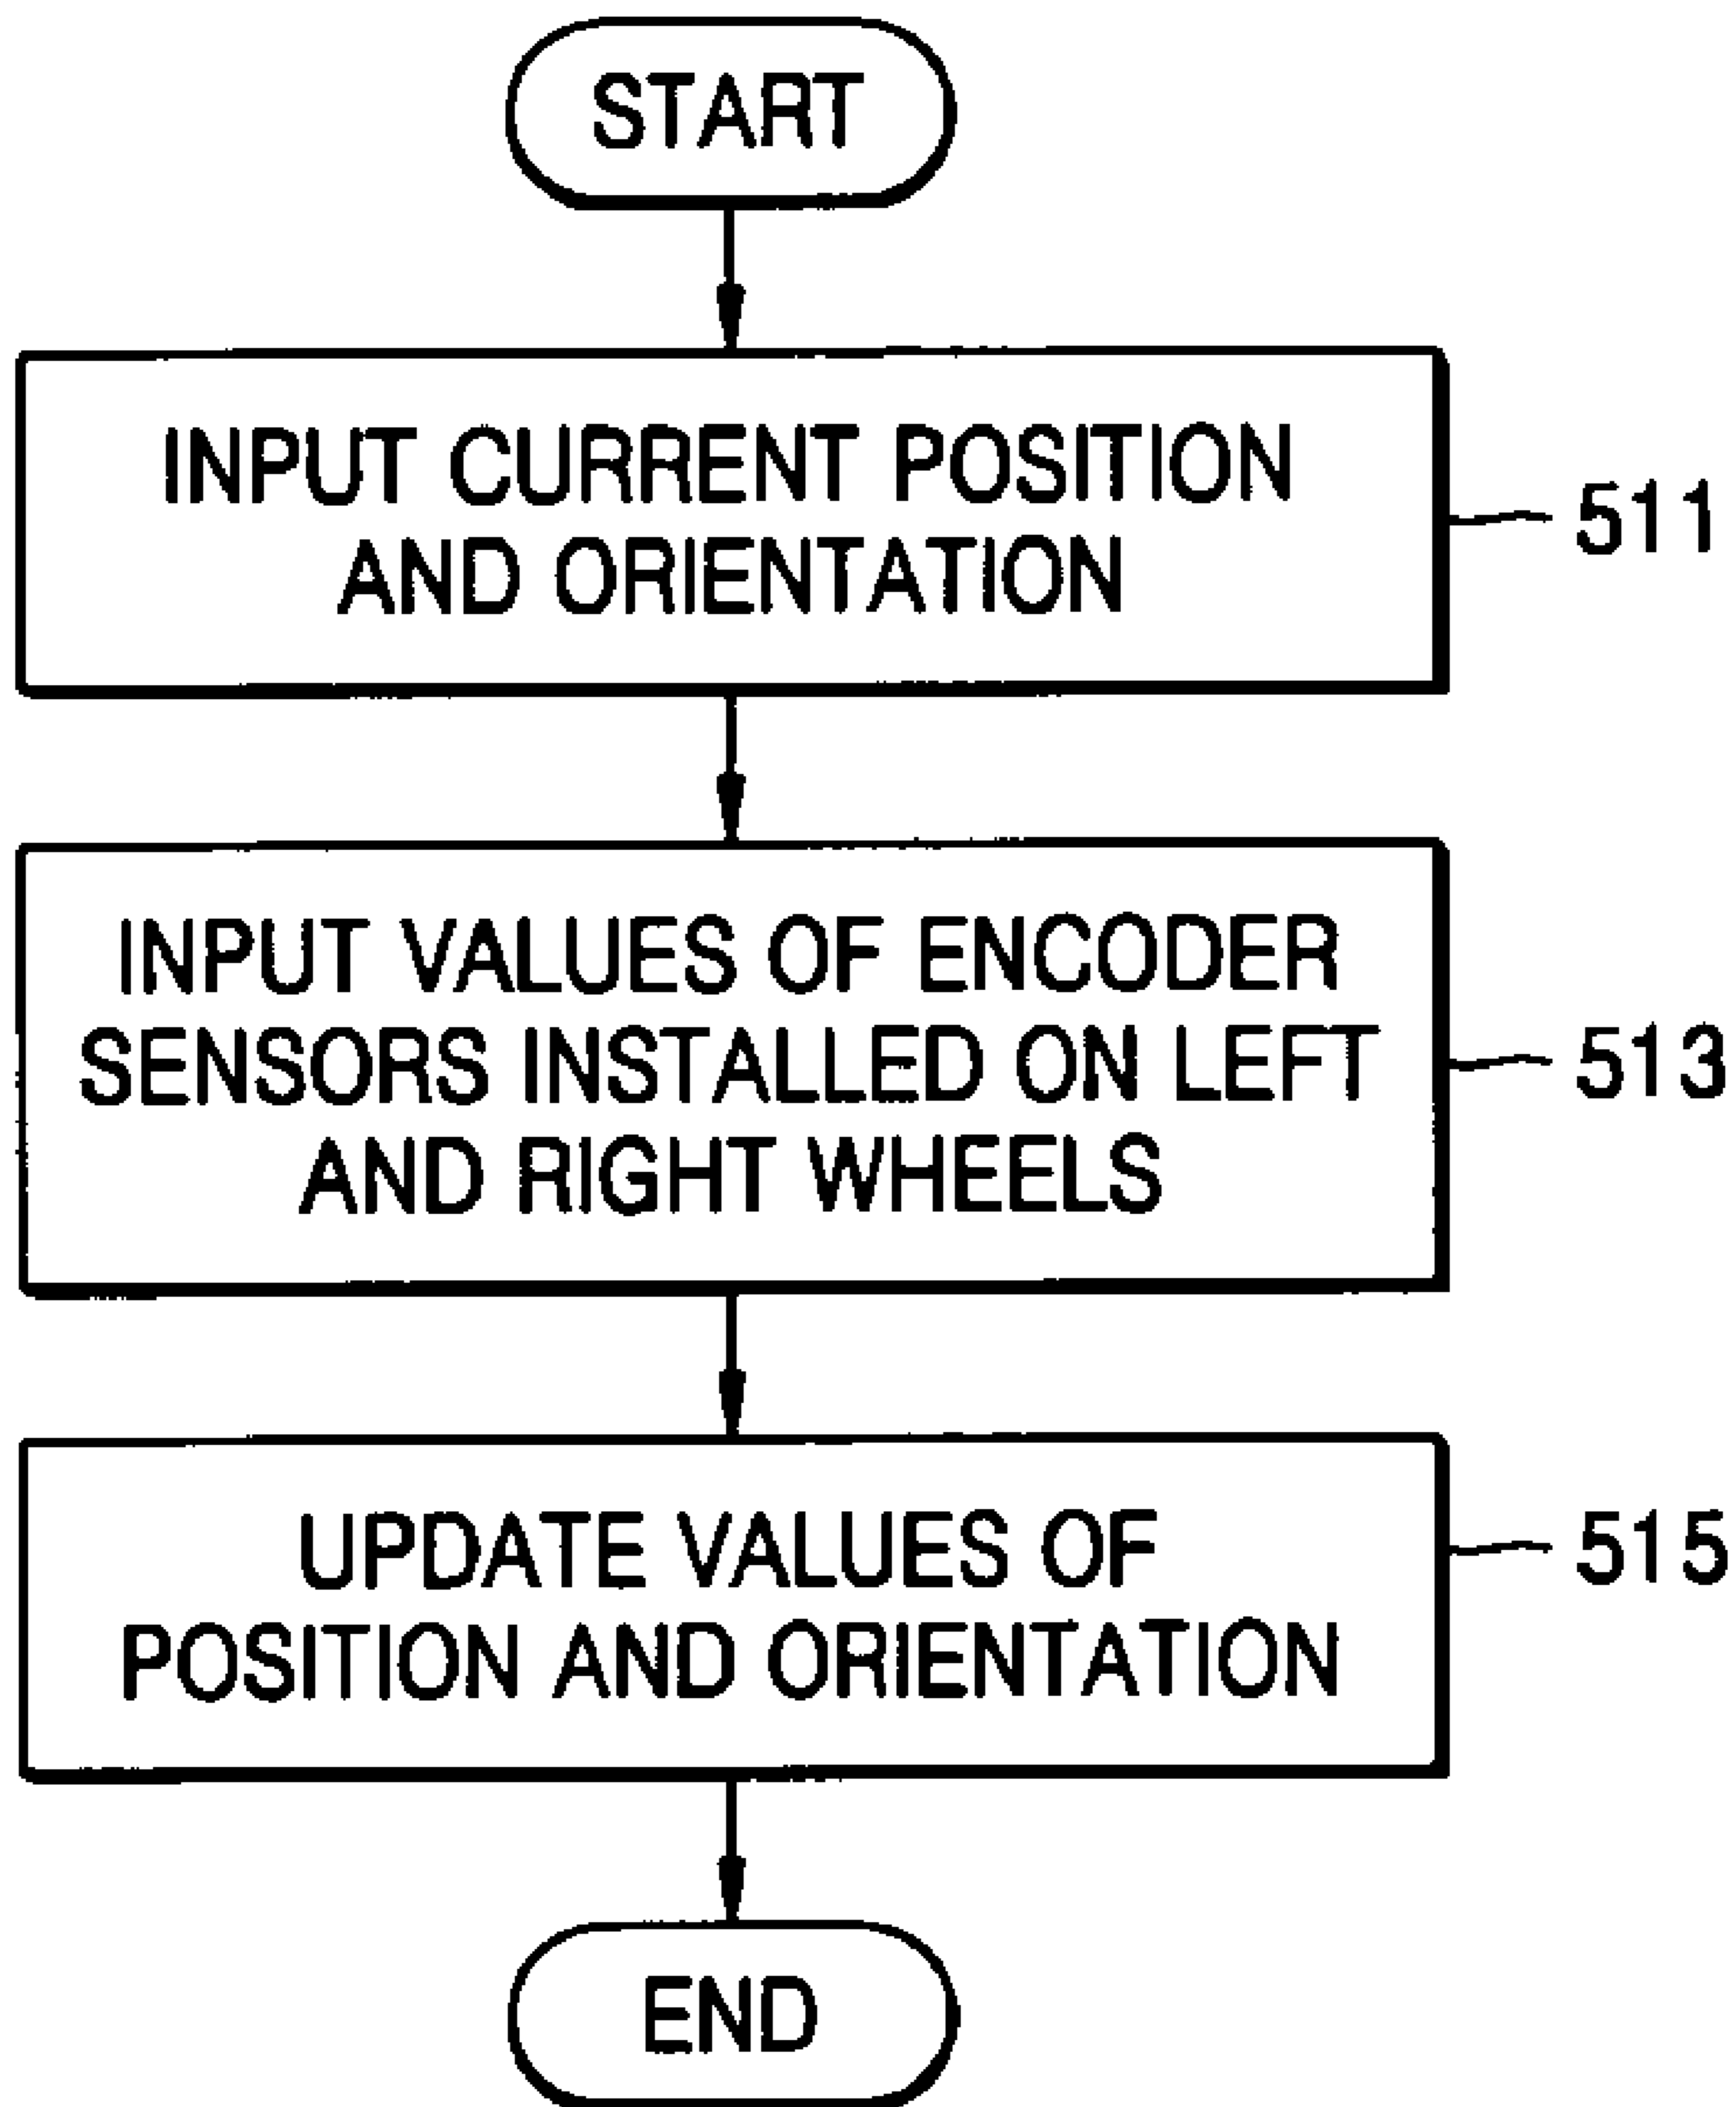 START
INPUT CURRENT POSITION
AND ORIENTATION
511
INPUT VALUES OF ENCODER
SENSORS INSTALLED ON LEFT
AND RIGHT WHEELS
513
UPDATE VALUES OF
POSITION AND ORIENTATION
515
END